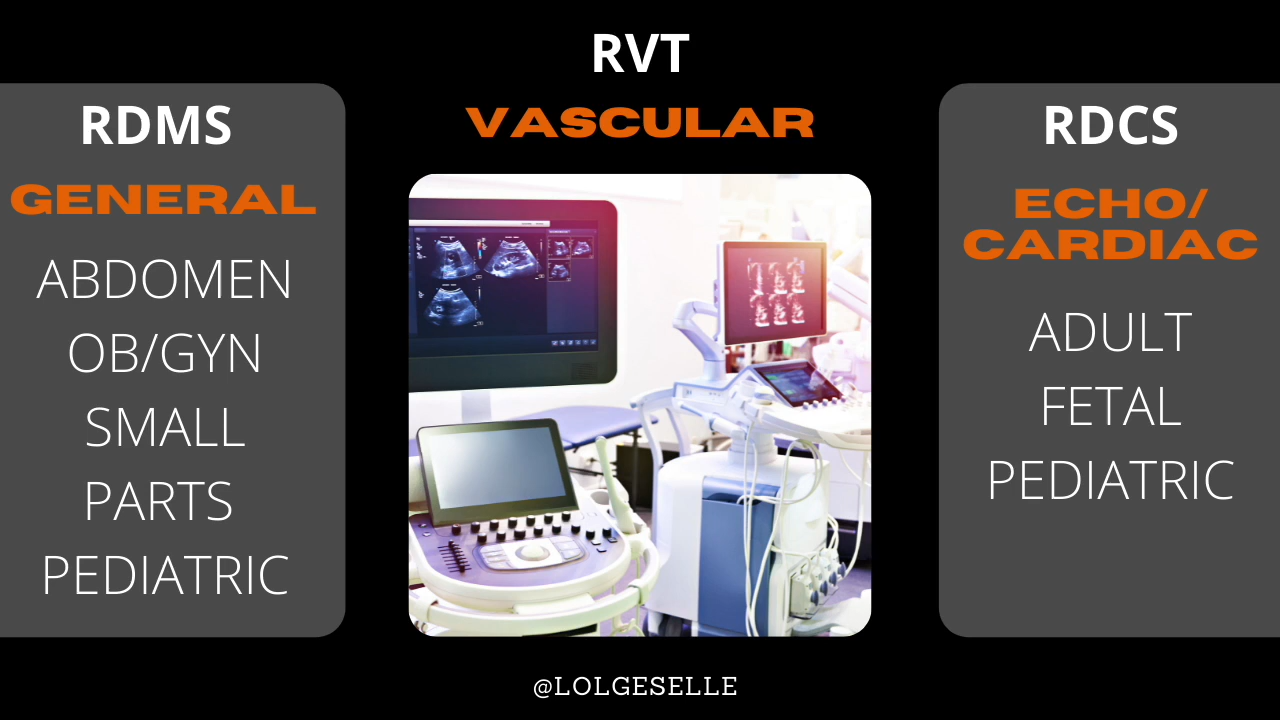 RVT
VASCULAR
RDMS
GENERAL
ABDOMEN
OB/GYN
SMALL
PARTS
PEDIATRIC
RDCS
ECHO/
CARDIAC
ADULT
FETAL
PEDIATRIC
@LOLGESELLE